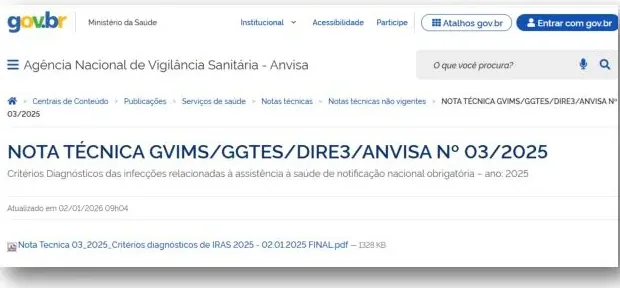 gov.br Ministério da Saúde Institucional Acessibilidade Participe Atalhos gov.br Entrar com gov.br
Agência Nacional de Vigilância Sanitária - Anvisa O que você procura?
Centrais de Conteúdo Publicações Serviços de saúde Notas técnicas Notas técnicas não vigentes NOTA TÉCNICA GVIMS/GGTES/DIRE3/ANVISA Nº
03/2025
NOTA TÉCNICA GVIMS/GGTES/DIRE3/ANVISA Nº 03/2025
Critérios Diagnósticos das infecções relacionadas à assistência à saúde de notificação nacional obrigatória – ano: 2025
Atualizado em 02/01/2026 09h04
Nota Tecnica 03_2025_Critérios diagnósticos de IRAS 2025 - 02.01.2025 FINAL.pdf — 1328 KB